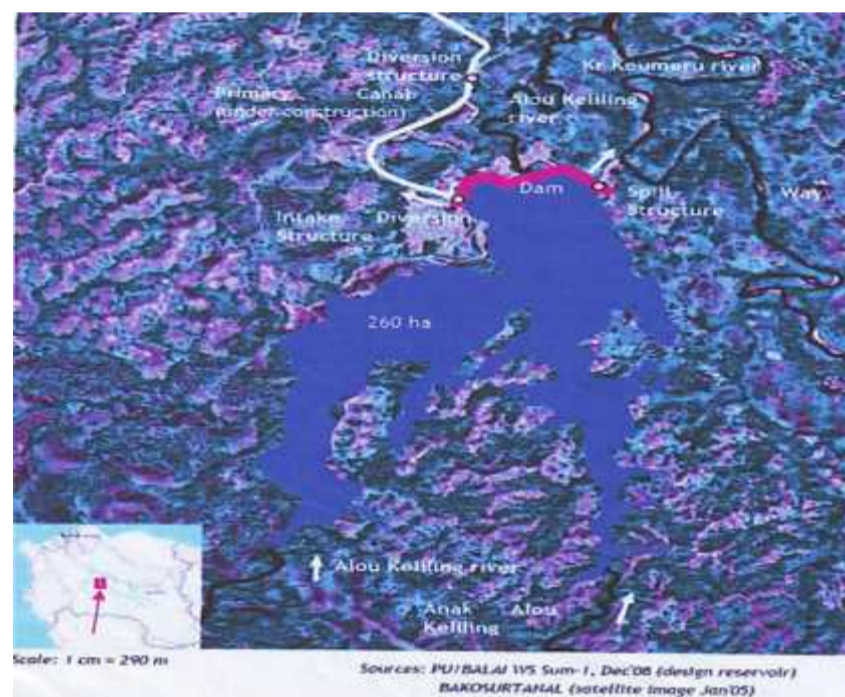 Diversion
structure
Kr Keumeru river
Primary Canal
(under construction)
Alou Keliling
river
Dam
Spill Way
Structure
Intake Diversion
Structure
260 ha
Alou Keliling river
Anak Alou
Keliling
Scale: 1 cm = 290 m
Sources: PU/BALAI WS Sum-1, Dec'08 (design reservoir)
BAKOSURTANAL (satellite image Jan'05)